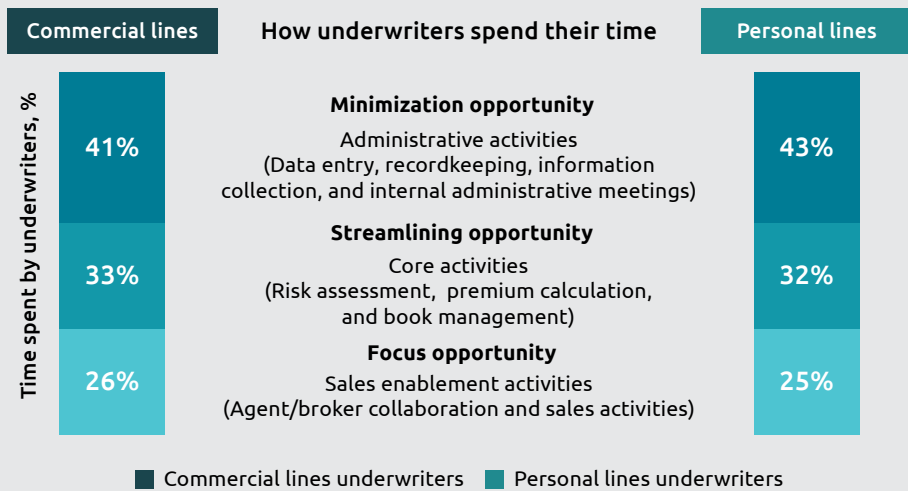 Commercial lines
How underwriters spend their time
Personal lines
Time spent by underwriters, %
41%
Minimization opportunity
Administrative activities
(Data entry, recordkeeping, information
collection, and internal administrative meetings)
43%
33%
Streamlining opportunity
Core activities
(Risk assessment, premium calculation,
and book management)
32%
26%
Focus opportunity
Sales enablement activities
(Agent/broker collaboration and sales activities)
25%
Commercial lines underwriters
Personal lines underwriters